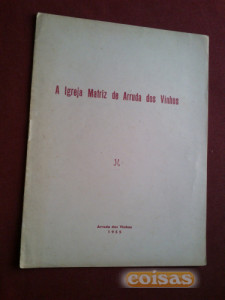 A Igreja Matriz de Arruda dos Vinhos
Arruda dos Vinhos
coisas